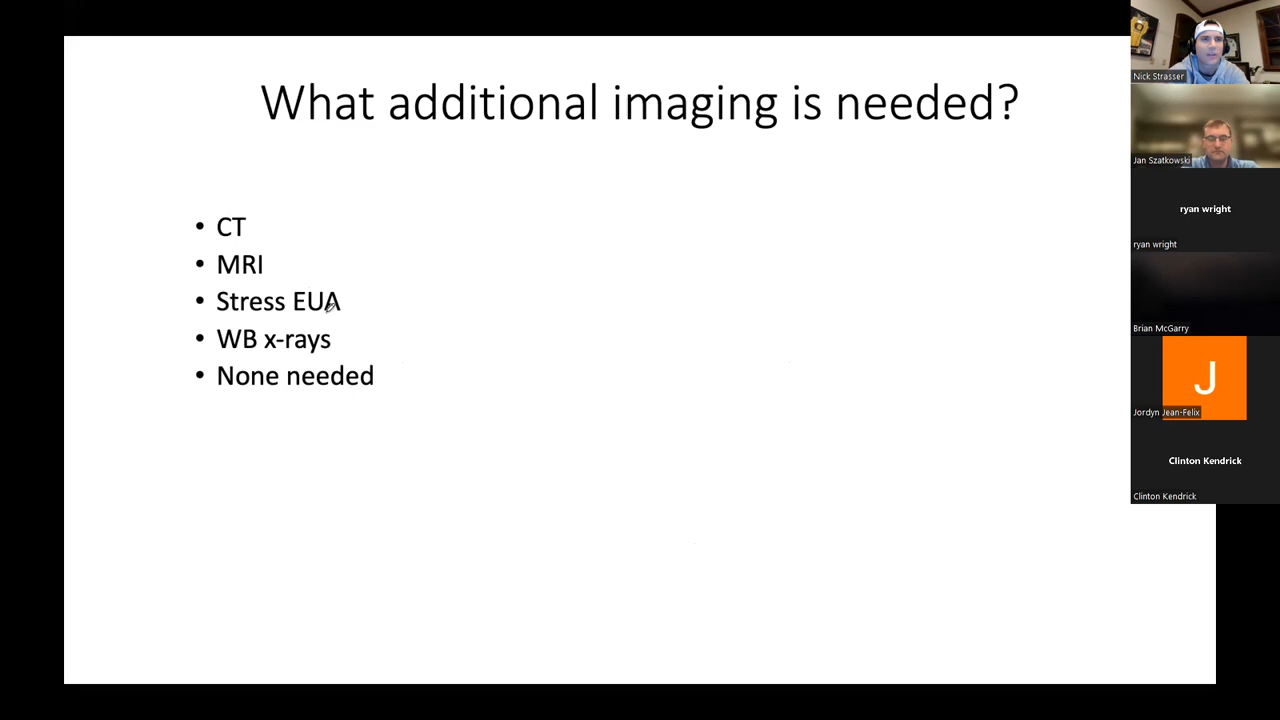 What additional imaging is needed?
• CT
• MRI
• Stress EUA
• WB x-rays
• None needed
Nick Strasser
Jan Szatkowski
ryan wright
ryan wright
Brian McGarry
J
Jordyn Jean-Felix
Clinton Kendrick
Clinton Kendrick